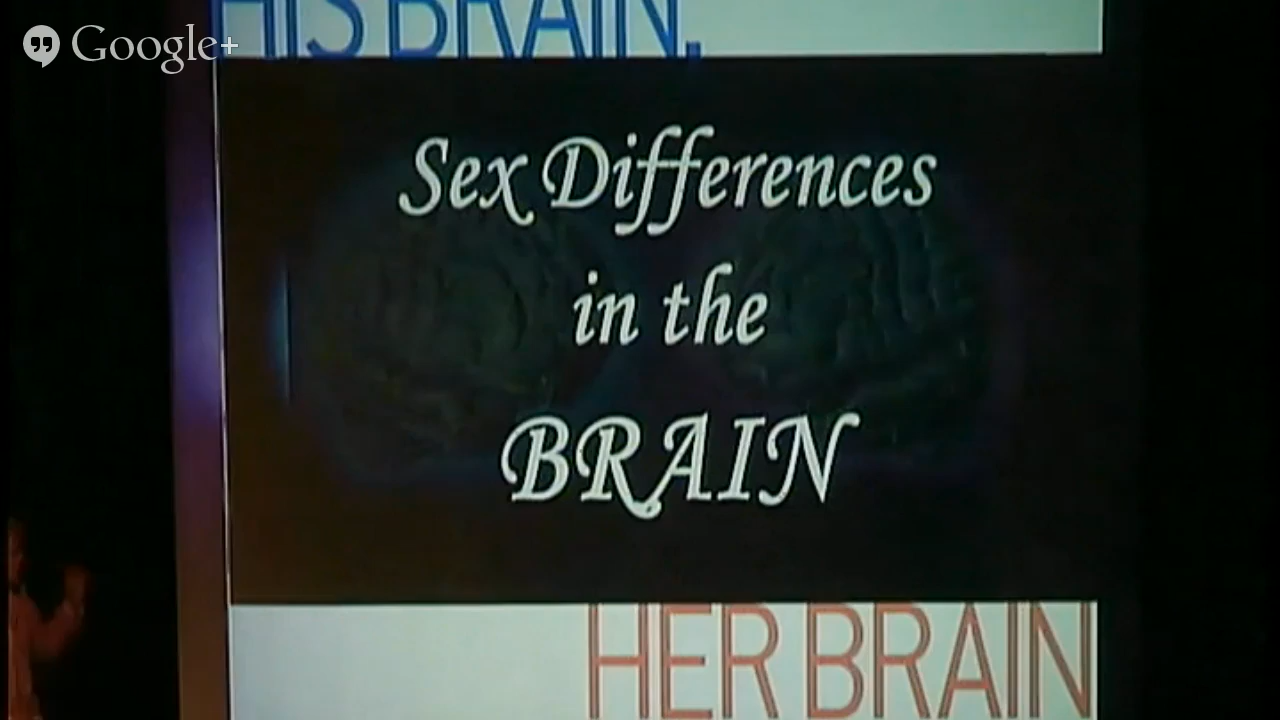 Google+
HIS BRAIN.
Sex Differences
in the
BRAIN
HER BRAIN